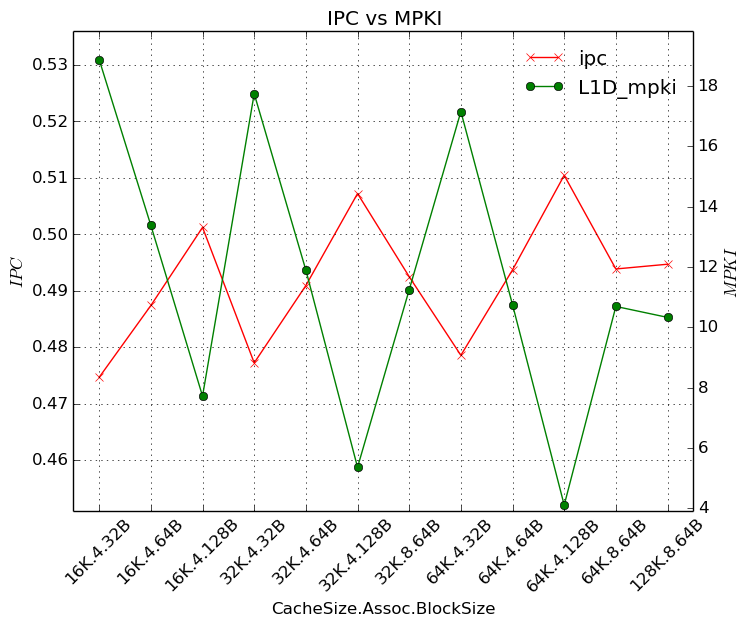 IPC vs MPKI
ipc
L1D_mpki
0.53
0.52
0.51
0.50
0.49
0.48
0.47
0.46
IPC
18
16
14
12
10
8
6
4
MPKI
16K.4.32B
16K.4.64B
16K.4.128B
32K.4.32B
32K.4.64B
32K.4.128B
32K.8.64B
64K.4.32B
64K.4.64B
64K.4.128B
64K.8.64B
128K.8.64B
CacheSize.Assoc.BlockSize